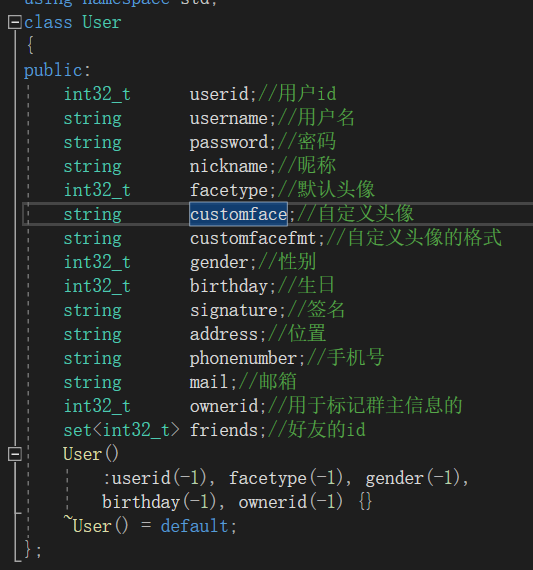 using namespace std;
class User
{
public:
    int32_t      userid;//用户id
    string       username;//用户名
    string       password;//密码
    string       nickname;//昵称
    int32_t      facetype;//默认头像
    string       customface;//自定义头像
    string       customfacefmt;//自定义头像的格式
    int32_t      gender;//性别
    int32_t      birthday;//生日
    string       signature;//签名
    string       address;//位置
    string       phonenumber;//手机号
    string       mail;//邮箱
    int32_t      ownerid;//用于标记群主信息的
    set<int32_t> friends;//好友的id
    User()
        :userid(-1), facetype(-1), gender(-1),
        birthday(-1), ownerid(-1) {}
    ~User() = default;
};